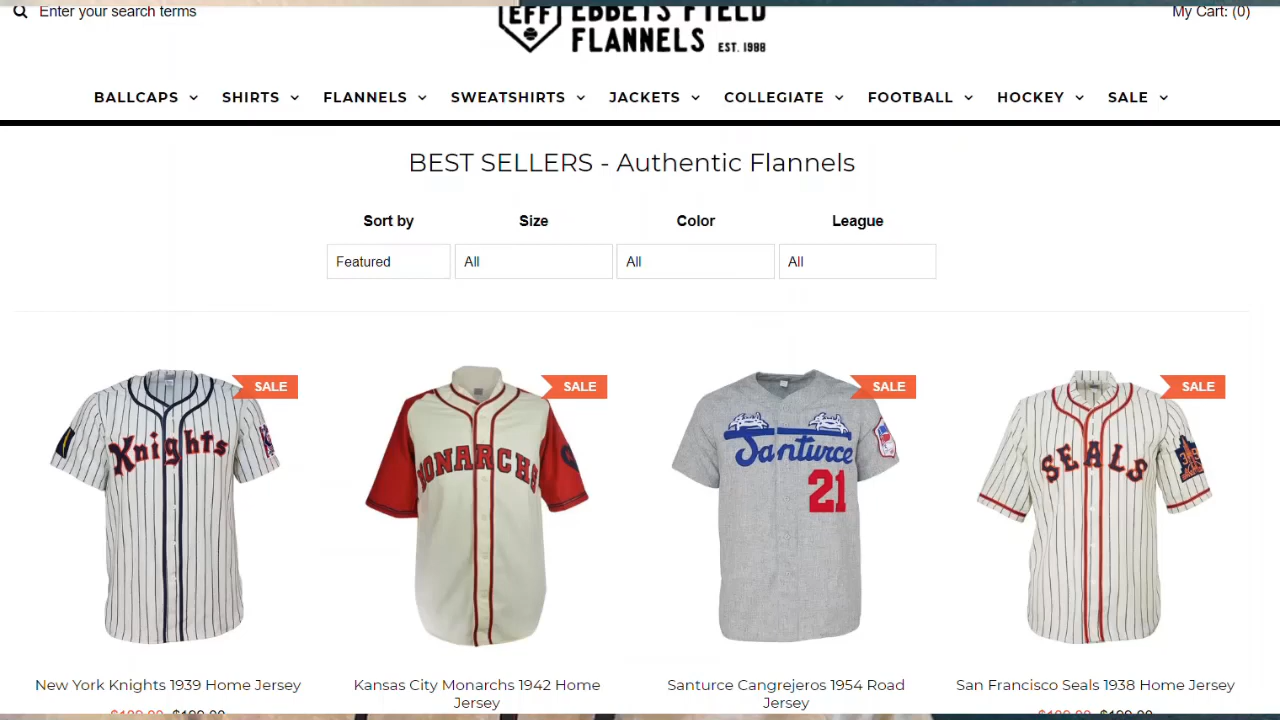 Enter your search terms
My Cart: (0)
EFF
EBBETS FIELD
FLANNELS EST. 1988
BALLCAPS SHIRTS FLANNELS SWEATSHIRTS JACKETS COLLEGIATE FOOTBALL HOCKEY SALE
BEST SELLERS - Authentic Flannels
Sort by Size Color League
Featured All All All
SALE SALE SALE SALE
Knights
MONARCHS
Santurce
21
SEALS
New York Knights 1939 Home Jersey
Kansas City Monarchs 1942 Home
Jersey
Santurce Cangrejeros 1954 Road
Jersey
San Francisco Seals 1938 Home Jersey